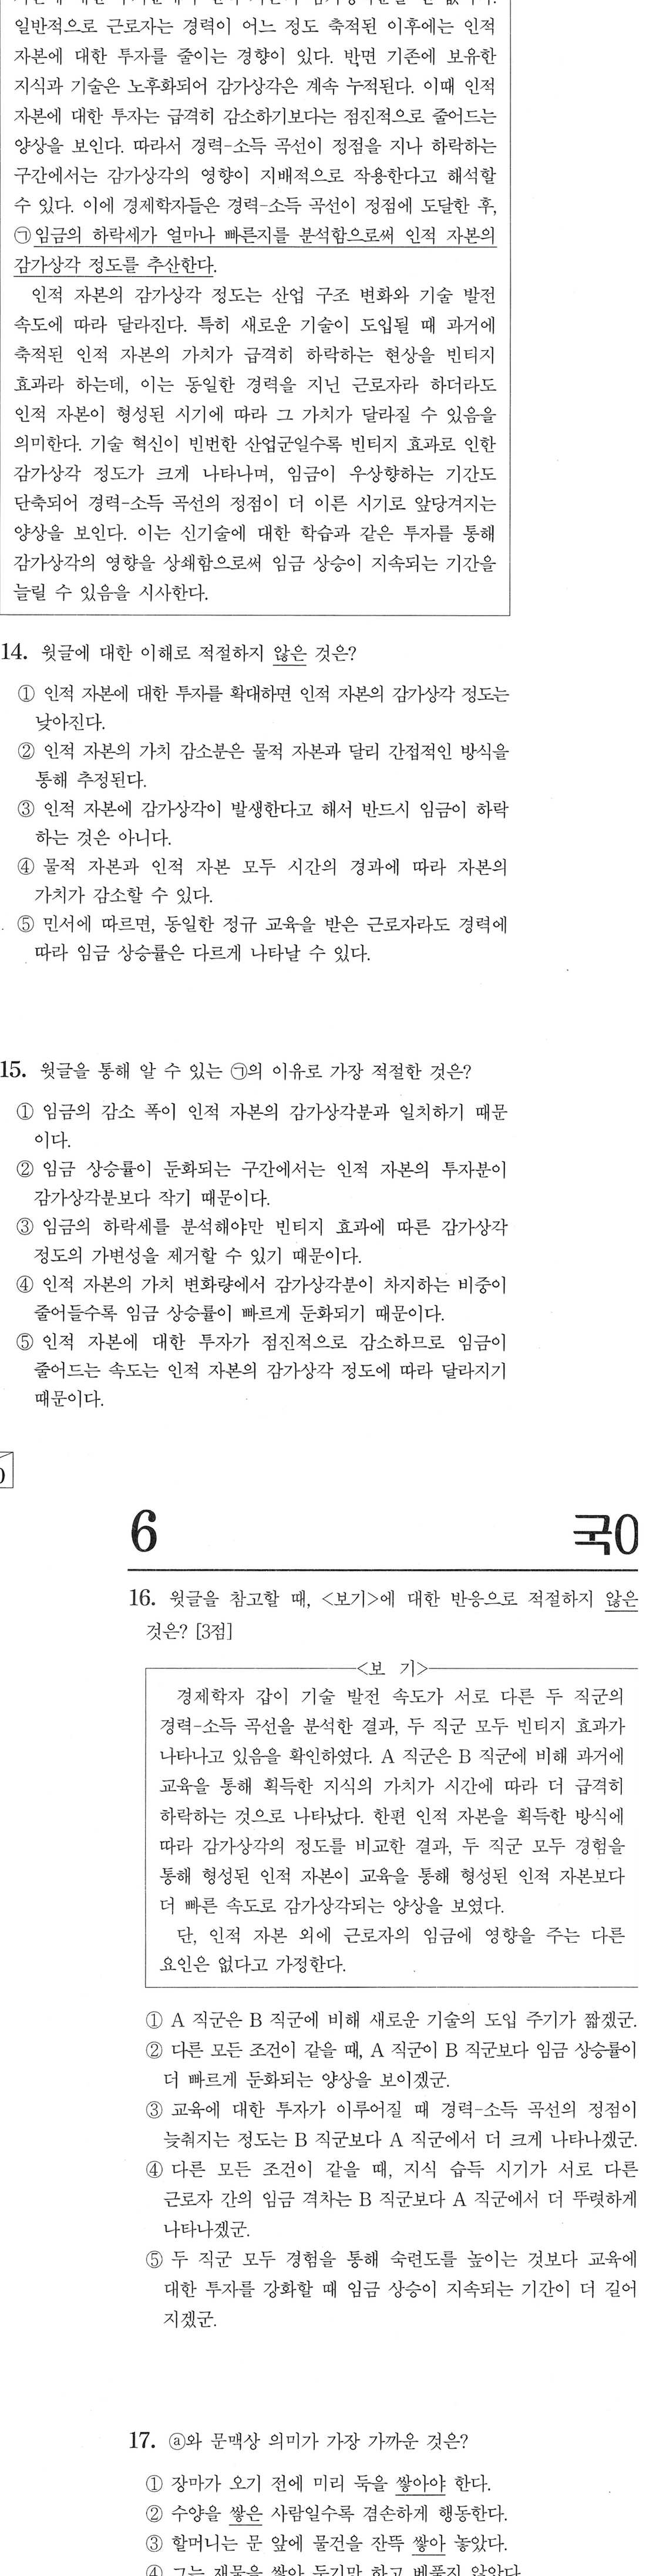 일반적으로 근로자는 경력이 어느 정도 축적된 이후에는 인적
자본에 대한 투자를 줄이는 경향이 있다. 반면 기존에 보유한
지식과 기술은 노후화되어 감가상각은 계속 누적된다. 이때 인적
자본에 대한 투자는 급격히 감소하기보다는 점진적으로 줄어드는
양상을 보인다. 따라서 경력-소득 곡선이 정점을 지나 하락하는
구간에서는 감가상각의 영향이 지배적으로 작용한다고 해석할
수 있다. 이에 경제학자들은 경력-소득 곡선이 정점에 도달한 후,
㉠임금의 하락세가 얼마나 빠른지를 분석함으로써 인적 자본의
감가상각 정도를 추산한다.
인적 자본의 감가상각 정도는 산업 구조 변화와 기술 발전
속도에 따라 달라진다. 특히 새로운 기술이 도입될 때 과거에
축적된 인적 자본의 가치가 급격히 하락하는 현상을 빈티지
효과라 하는데, 이는 동일한 경력을 지닌 근로자라 하더라도
인적 자본이 형성된 시기에 따라 그 가치가 달라질 수 있음을
의미한다. 기술 혁신이 빈번한 산업군일수록 빈티지 효과로 인한
감가상각 정도가 크게 나타나며, 임금이 우상향하는 기간도
단축되어 경력-소득 곡선의 정점이 더 이른 시기로 앞당겨지는
양상을 보인다. 이는 신기술에 대한 학습과 같은 투자를 통해
감가상각의 영향을 상쇄함으로써 임금 상승이 지속되는 기간을
늘릴 수 있음을 시사한다.
14. 윗글에 대한 이해로 적절하지 않은 것은?
① 인적 자본에 대한 투자를 확대하면 인적 자본의 감가상각 정도는
낮아진다.
② 인적 자본의 가치 감소분은 물적 자본과 달리 간접적인 방식을
통해 추정된다.
③ 인적 자본에 감가상각이 발생한다고 해서 반드시 임금이 하락
하는 것은 아니다.
④ 물적 자본과 인적 자본 모두 시간의 경과에 따라 자본의
가치가 감소할 수 있다.
⑤ 민서에 따르면, 동일한 정규 교육을 받은 근로자라도 경력에
따라 임금 상승률은 다르게 나타날 수 있다.
15. 윗글을 통해 알 수 있는 ㉠의 이유로 가장 적절한 것은?
① 임금의 감소 폭이 인적 자본의 감가상각분과 일치하기 때문
이다.
② 임금 상승률이 둔화되는 구간에서는 인적 자본의 투자분이
감가상각분보다 작기 때문이다.
③ 임금의 하락세를 분석해야만 빈티지 효과에 따른 감가상각
정도의 가변성을 제거할 수 있기 때문이다.
④ 인적 자본의 가치 변화량에서 감가상각분이 차지하는 비중이
줄어들수록 임금 상승률이 빠르게 둔화되기 때문이다.
⑤ 인적 자본에 대한 투자가 점진적으로 감소하므로 임금이
줄어드는 속도는 인적 자본의 감가상각 정도에 따라 달라지기
때문이다.
6
16. 윗글을 참고할 때, <보기>에 대한 반응으로 적절하지 않은
것은? [3점]
<보 기>
경제학자 갑이 기술 발전 속도가 서로 다른 두 직군의
경력-소득 곡선을 분석한 결과, 두 직군 모두 빈티지 효과가
나타나고 있음을 확인하였다. A 직군은 B 직군에 비해 과거에
교육을 통해 획득한 지식의 가치가 시간에 따라 더 급격히
하락하는 것으로 나타났다. 한편 인적 자본을 획득한 방식에
따라 감가상각의 정도를 비교한 결과, 두 직군 모두 경험을
통해 형성된 인적 자본이 교육을 통해 형성된 인적 자본보다
더 빠른 속도로 감가상각되는 양상을 보였다.
단, 인적 자본 외에 근로자의 임금에 영향을 주는 다른
요인은 없다고 가정한다.
① A 직군은 B 직군에 비해 새로운 기술의 도입 주기가 짧겠군.
② 다른 모든 조건이 같을 때, A 직군이 B 직군보다 임금 상승률이
더 빠르게 둔화되는 양상을 보이겠군.
③ 교육에 대한 투자가 이루어질 때 경력-소득 곡선의 정점이
늦춰지는 정도는 B 직군보다 A 직군에서 더 크게 나타나겠군.
④ 다른 모든 조건이 같을 때, 지식 습득 시기가 서로 다른
근로자 간의 임금 격차는 B 직군보다 A 직군에서 더 뚜렷하게
나타나겠군.
⑤ 두 직군 모두 경험을 통해 숙련도를 높이는 것보다 교육에
대한 투자를 강화할 때 임금 상승이 지속되는 기간이 더 길어
지겠군.
17. ⓐ와 문맥상 의미가 가장 가까운 것은?
① 장마가 오기 전에 미리 둑을 쌓아야 한다.
② 수양을 쌓은 사람일수록 겸손하게 행동한다.
③ 할머니는 문 앞에 물건을 잔뜩 쌓아 놓았다.
④ 그는 재물을 쌓아 두기만 하고 베풀지 않았다.